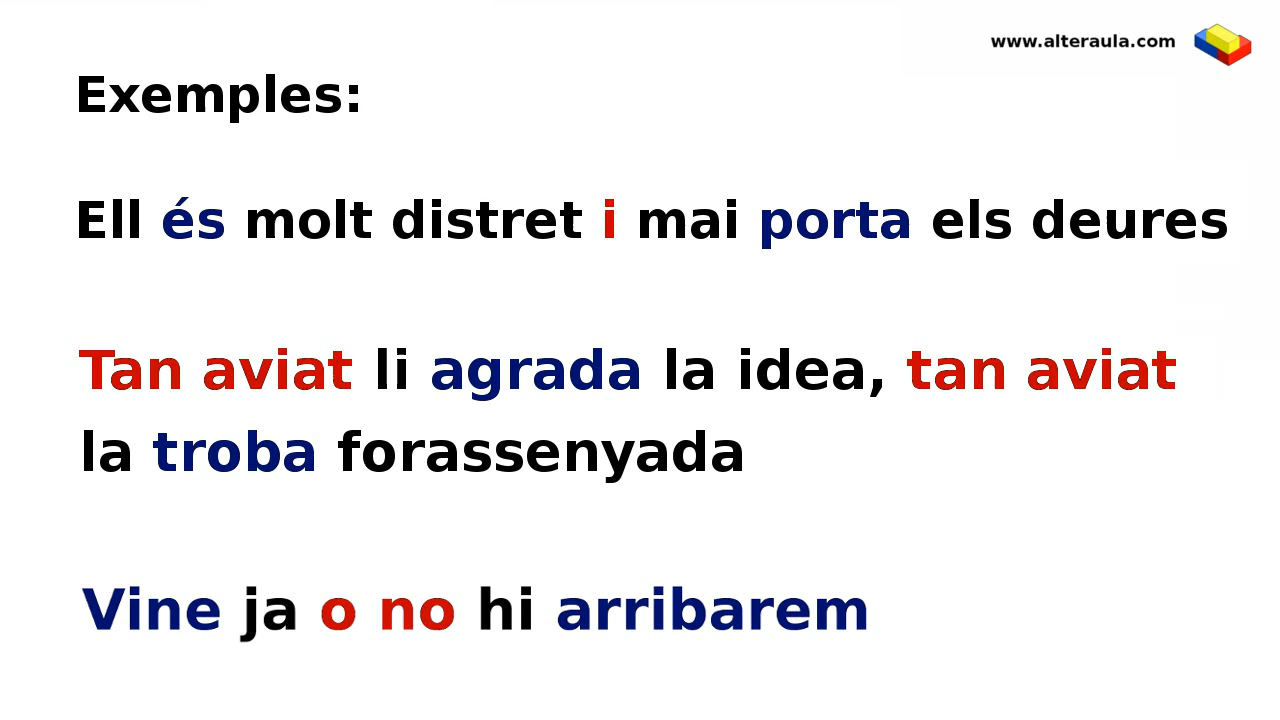 www.alteraula.com
Exemples:
Ell és molt distret i mai porta els deures
Tan aviat li agrada la idea, tan aviat
la troba forassenyada
Vine ja o no hi arribarem